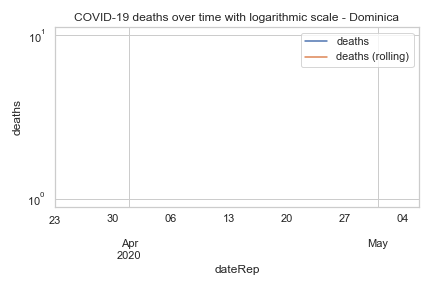 COVID-19 deaths over time with logarithmic scale - Dominica
deaths
deaths (rolling)
10¹
10⁰
deaths
23 30 06 13 20 27 04
Apr May
2020
dateRep